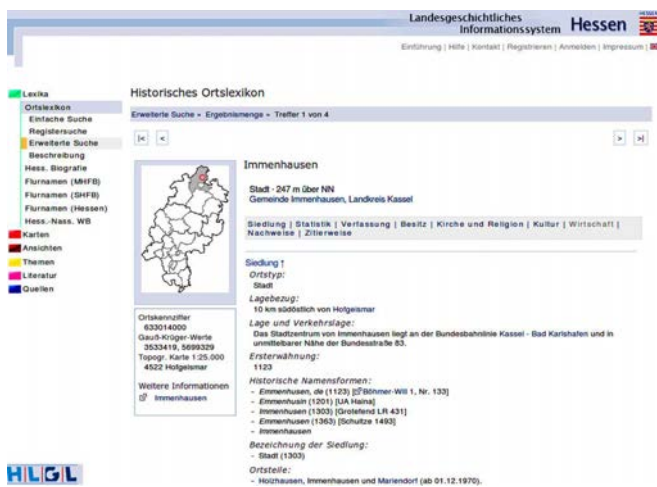 Landesgeschichtliches
Informationssystem Hessen
Einführung | Hilfe | Kontakt | Registrieren | Anmelden | Impressum |
Lexika
Ortslexikon
Einfache Suche
Registersuche
Erweiterte Suche
Beschreibung
Hess. Biografie
Flurnamen (MHFB)
Flurnamen (SHFB)
Flurnamen (Hessen)
Hess.-Nass. WB
Karten
Ansichten
Themen
Literatur
Quellen
Historisches Ortslexikon
Erweiterte Suche » Ergebnismenge » Treffer 1 von 4
|< < > >|
Immenhausen
Stadt · 247 m über NN
Gemeinde Immenhausen, Landkreis Kassel
Siedlung | Statistik | Verfassung | Besitz | Kirche und Religion | Kultur | Wirtschaft |
Nachweise | Zitierweise
Ortskennziffer
633014000
Gauß-Krüger-Werte
3533419, 5699329
Topogr. Karte 1:25.000
4522 Hofgeismar
Weitere Informationen
Immenhausen
Siedlung ↑
Ortstyp:
Stadt
Lagebezug:
10 km südöstlich von Hofgeismar
Lage und Verkehrslage:
Das Stadtzentrum von Immenhausen liegt an der Bundesbahnlinie Kassel - Bad Karlshafen und in
unmittelbarer Nähe der Bundesstraße 83.
Ersterwähnung:
1123
Historische Namensformen:
- Emmenhusen, de (1123) [Böhmer-Will 1, Nr. 133]
- Emmenhusin (1201) [UA Haina]
- Immenhusen (1303) [Grotefend LR 431]
- Emmenhusen (1363) [Schultze 1493]
- Immenhausen
Bezeichnung der Siedlung:
- Stadt (1303)
Ortsteile:
- Holzhausen, Immenhausen und Mariendorf (ab 01.12.1970).
HLGL